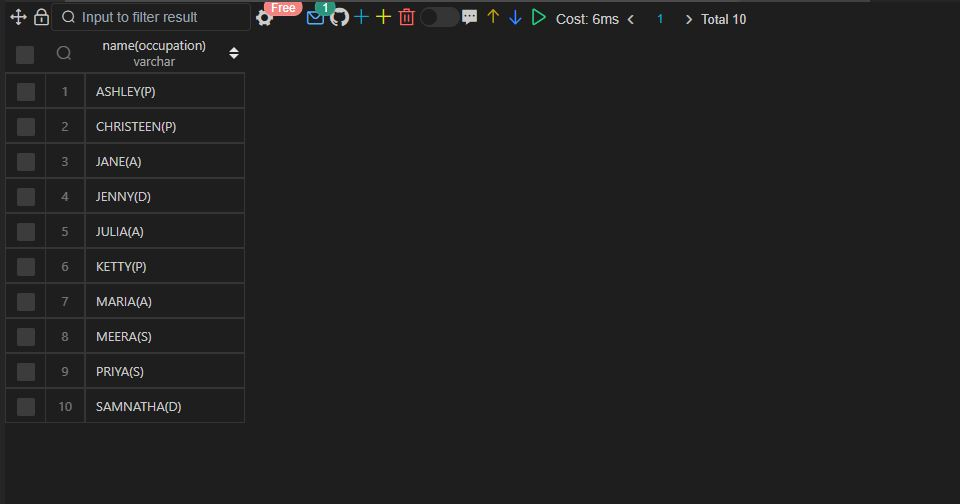 Input to filter result Free 1 Cost: 6ms 1 Total 10
name(occupation)
varchar
1 ASHLEY(P)
2 CHRISTEEN(P)
3 JANE(A)
4 JENNY(D)
5 JULIA(A)
6 KETTY(P)
7 MARIA(A)
8 MEERA(S)
9 PRIYA(S)
10 SAMNATHA(D)